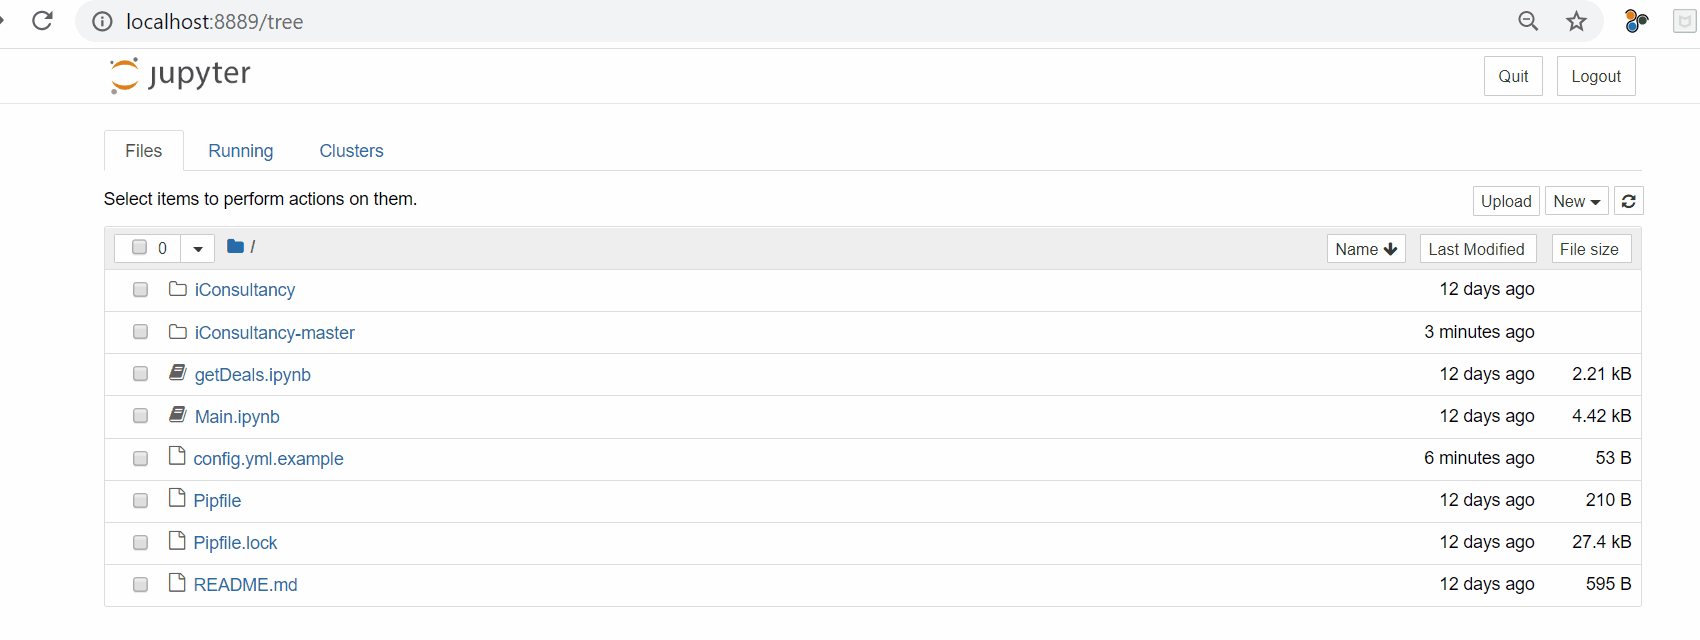 localhost:8889/tree
jupyter
Quit Logout
Files Running Clusters
Select items to perform actions on them.
Upload New
0 / Name Last Modified File size
iConsultancy 12 days ago
iConsultancy-master 3 minutes ago
getDeals.ipynb 12 days ago 2.21 kB
Main.ipynb 12 days ago 4.42 kB
config.yml.example 6 minutes ago 53 B
Pipfile 12 days ago 210 B
Pipfile.lock 12 days ago 27.4 kB
README.md 12 days ago 595 B